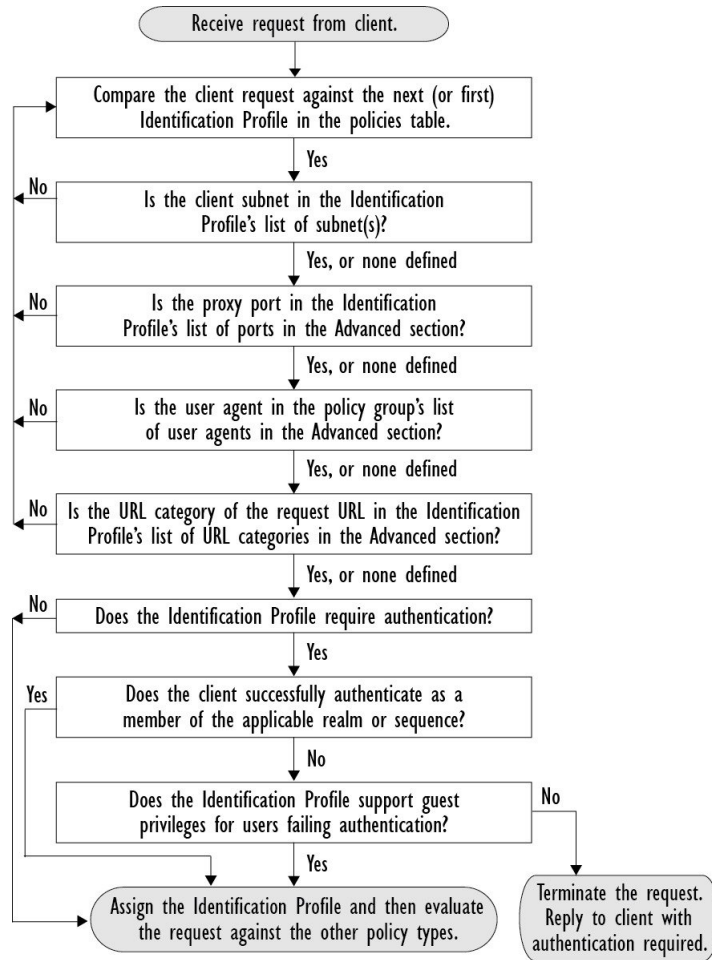 Receive request from client.
Compare the client request against the next (or first)
Identification Profile in the policies table.
Yes
No
Is the client subnet in the Identification
Profile's list of subnet(s)?
Yes, or none defined
No
Is the proxy port in the Identification
Profile's list of ports in the Advanced section?
Yes, or none defined
No
Is the user agent in the policy group's list
of user agents in the Advanced section?
Yes, or none defined
No
Is the URL category of the request URL in the Identification
Profile's list of URL categories in the Advanced section?
Yes, or none defined
No
Does the Identification Profile require authentication?
Yes
Yes
Does the client successfully authenticate as a
member of the applicable realm or sequence?
No
Does the Identification Profile support guest
privileges for users failing authentication?
No
Yes
Assign the Identification Profile and then evaluate
the request against the other policy types.
Terminate the request.
Reply to client with
authentication required.